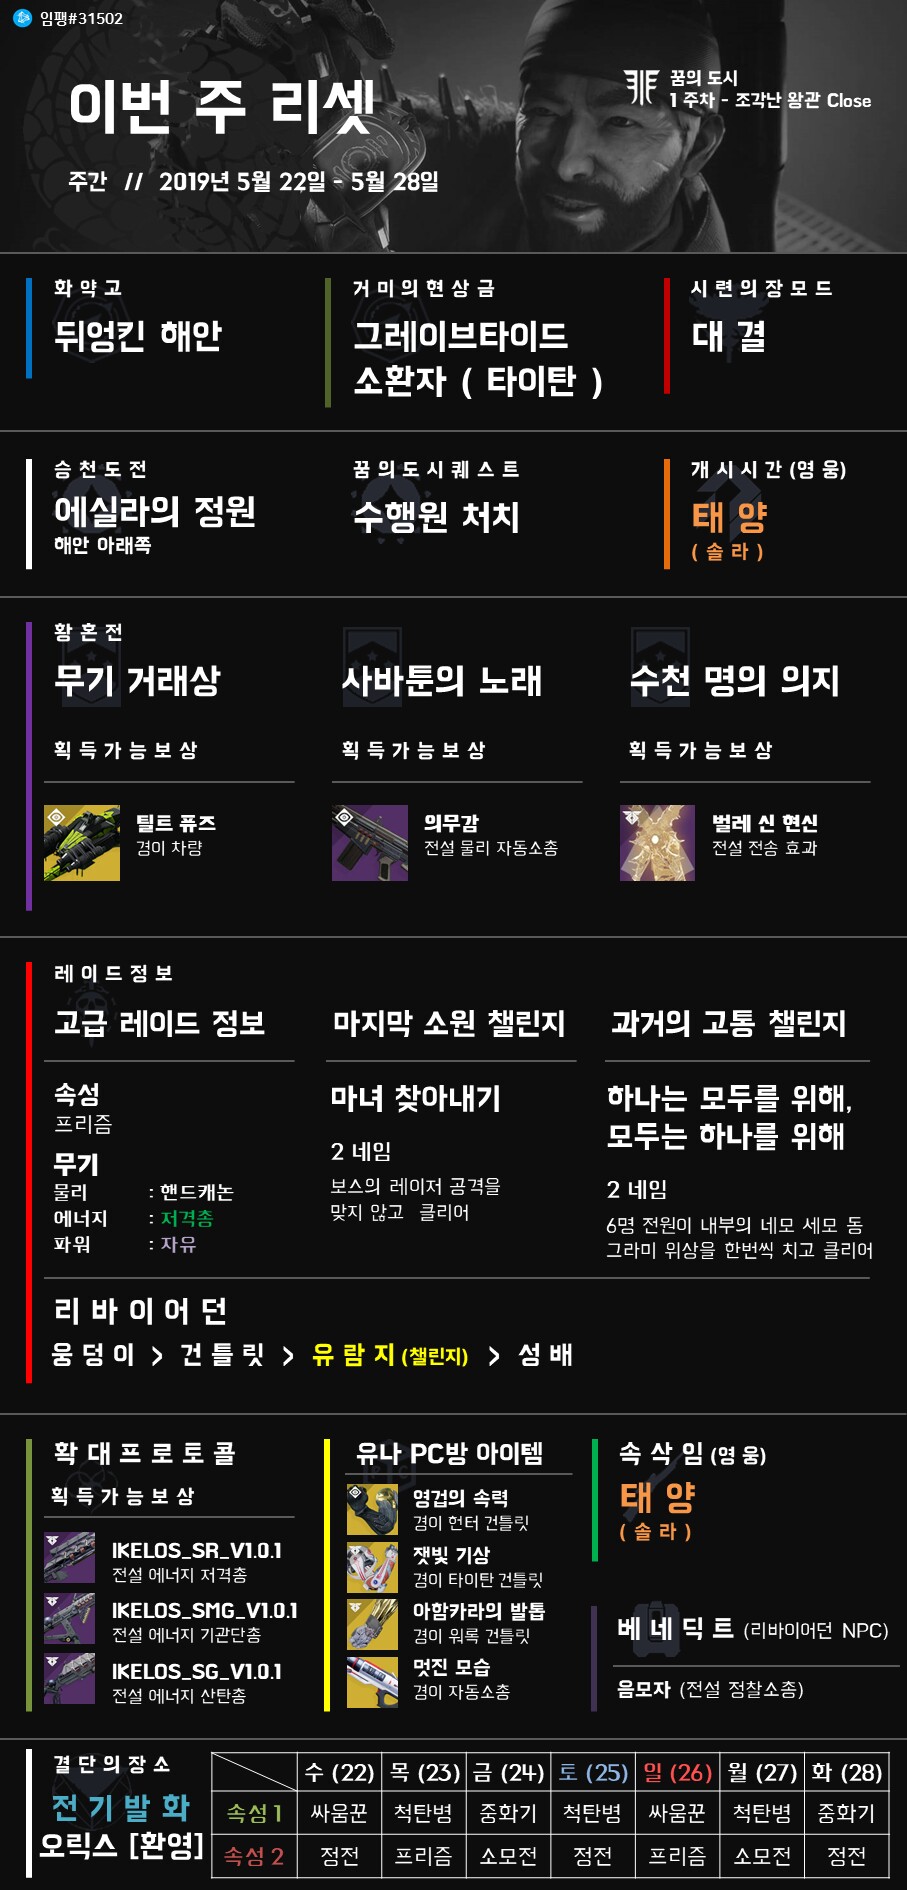 임팽#31502
이번 주 리셋
주간 // 2019년 5월 22일 - 5월 28일
꿈의 도시
1 주차 - 조각난 왕관 Close
화약고
뒤엉킨 해안
거미의현상금
그레이브타이드
소환자 ( 타이탄 )
시련의장모드
대결
승천도전
에실라의 정원
해안 아래쪽
꿈의도시퀘스트
수행원 처치
개시시간(영웅)
태양
(솔라)
황혼전
무기 거래상
사바툰의 노래
수천 명의 의지
획득가능보상
획득가능보상
획득가능보상
틸트 퓨즈
경이 차량
의무감
전설 물리 자동소총
벌레 신 현신
전설 전송 효과
레이드정보
고급 레이드 정보
속성
프리즘
무기
물리 : 핸드캐논
에너지 : 저격총
파워 : 자유
마지막 소원 챌린지
마녀 찾아내기
2 네임
보스의 레이저 공격을
맞지 않고 클리어
과거의 고통 챌린지
하나는 모두를 위해,
모두는 하나를 위해
2 네임
6명 전원이 내부의 네모 세모 동
그라미 위상을 한번씩 치고 클리어
리바이어던
웅덩이 > 건틀릿 > 유람지(챌린지) > 성배
확대프로토콜
획득가능보상
IKELOS_SR_V1.0.1
전설 에너지 저격총
IKELOS_SMG_V1.0.1
전설 에너지 기관단총
IKELOS_SG_V1.0.1
전설 에너지 산탄총
유나 PC방 아이템
영겁의 속력
경이 헌터 건틀릿
잿빛 기상
경이 타이탄 건틀릿
아함카라의 발톱
경이 워록 건틀릿
멋진 모습
경이 자동소총
속삭임(영웅)
태양
(솔라)
베네딕트 (리바이어던 NPC)
음모자 (전설 정찰소총)
결단의장소
전기발화
오릭스 [환영]
수 (22) 목 (23) 금 (24) 토 (25) 일 (26) 월 (27) 화 (28)
속성 1 싸움꾼 척탄병 중화기 척탄병 싸움꾼 척탄병 중화기
속성 2 정전 프리즘 소모전 정전 프리즘 소모전 정전